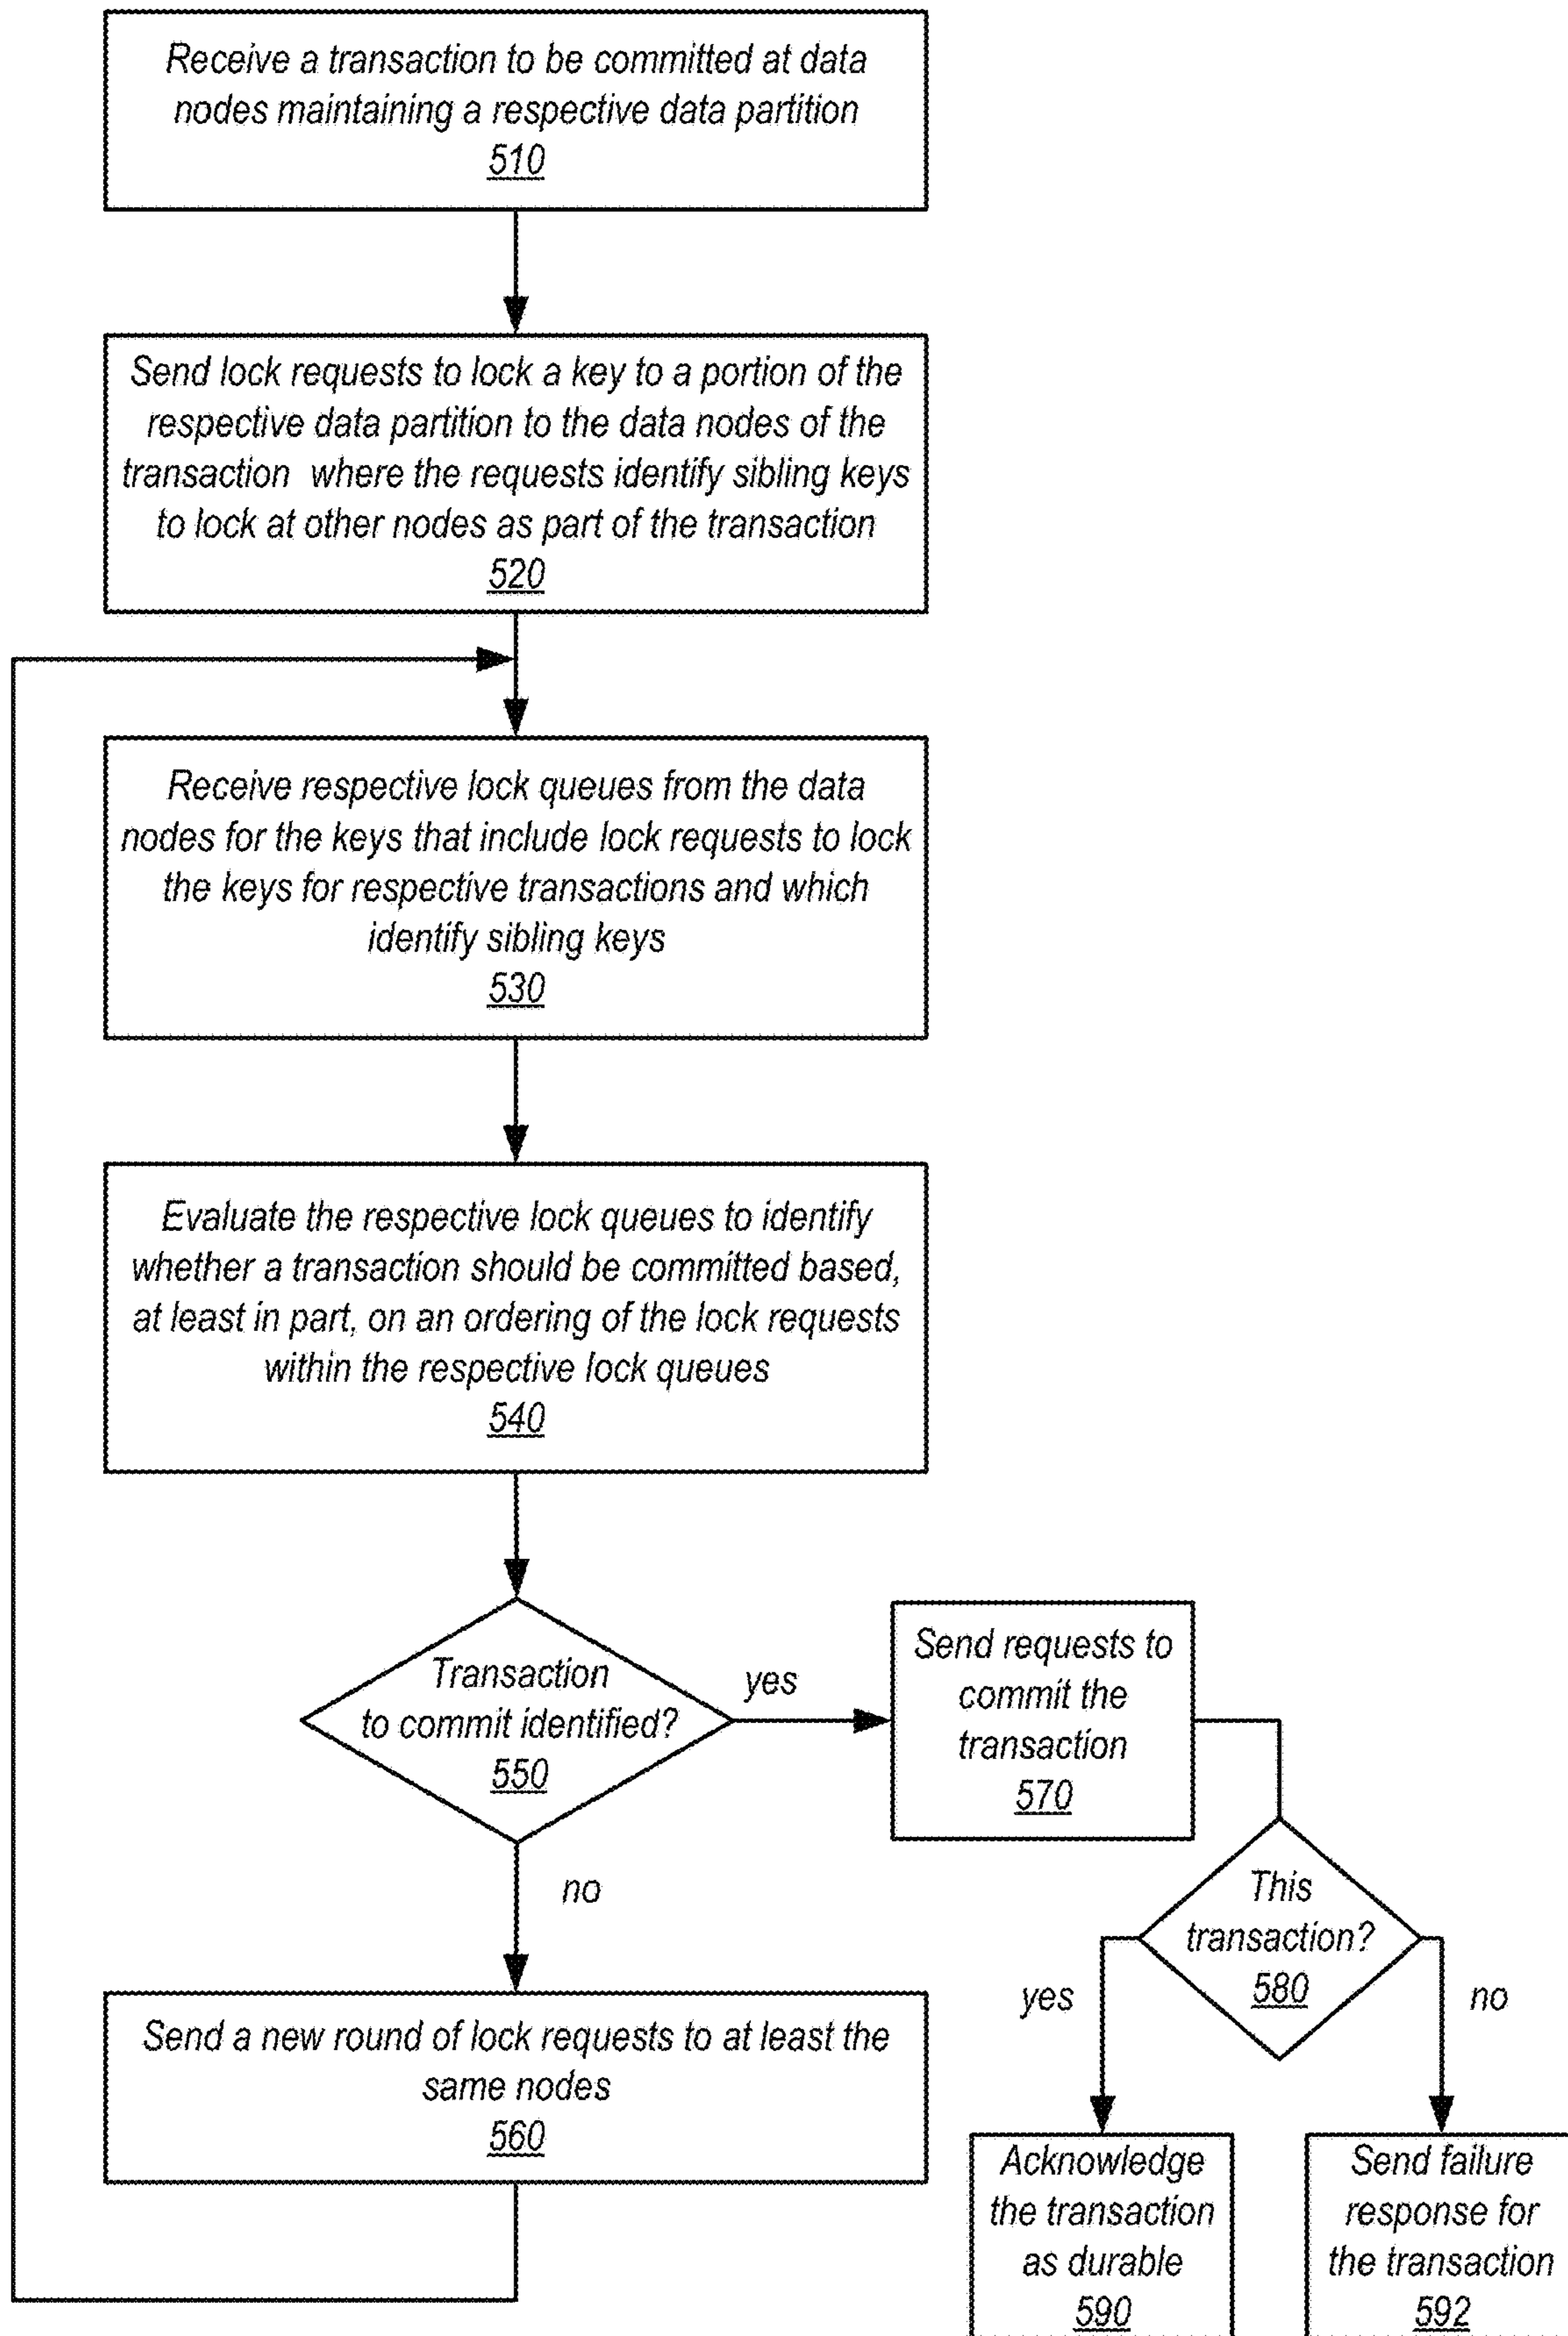 Receive a transaction to be committed at data
nodes maintaining a respective data partition
510
Send lock requests to lock a key to a portion of the
respective data partition to the data nodes of the
transaction where the requests identify sibling keys
to lock at other nodes as part of the transaction
520
Receive respective lock queues from the data
nodes for the keys that include lock requests to lock
the keys for respective transactions and which
identify sibling keys
530
Evaluate the respective lock queues to identify
whether a transaction should be committed based,
at least in part, on an ordering of the lock requests
within the respective lock queues
540
Transaction
to commit identified?
550
yes
Send requests to
commit the
transaction
570
no
This
transaction?
580
yes
no
Send a new round of lock requests to at least the
same nodes
560
Acknowledge
the transaction
as durable
590
Send failure
response for
the transaction
592